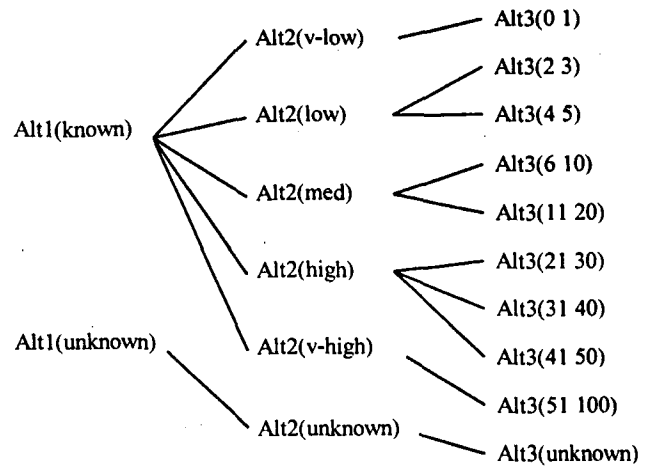 Alt1(known)
Alt1(unknown)
Alt2(v-low)
Alt2(low)
Alt2(med)
Alt2(high)
Alt2(v-high)
Alt2(unknown)
Alt3(0 1)
Alt3(2 3)
Alt3(4 5)
Alt3(6 10)
Alt3(11 20)
Alt3(21 30)
Alt3(31 40)
Alt3(41 50)
Alt3(51 100)
Alt3(unknown)